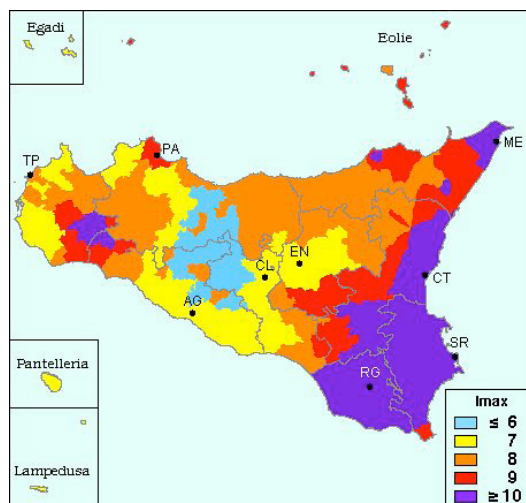 Egadi
Eolie
PA
ME
TP
EN
CL
CT
AG
SR
Pantelleria
RG
Lampedusa
Imax
≤ 6
7
8
9
≥ 10